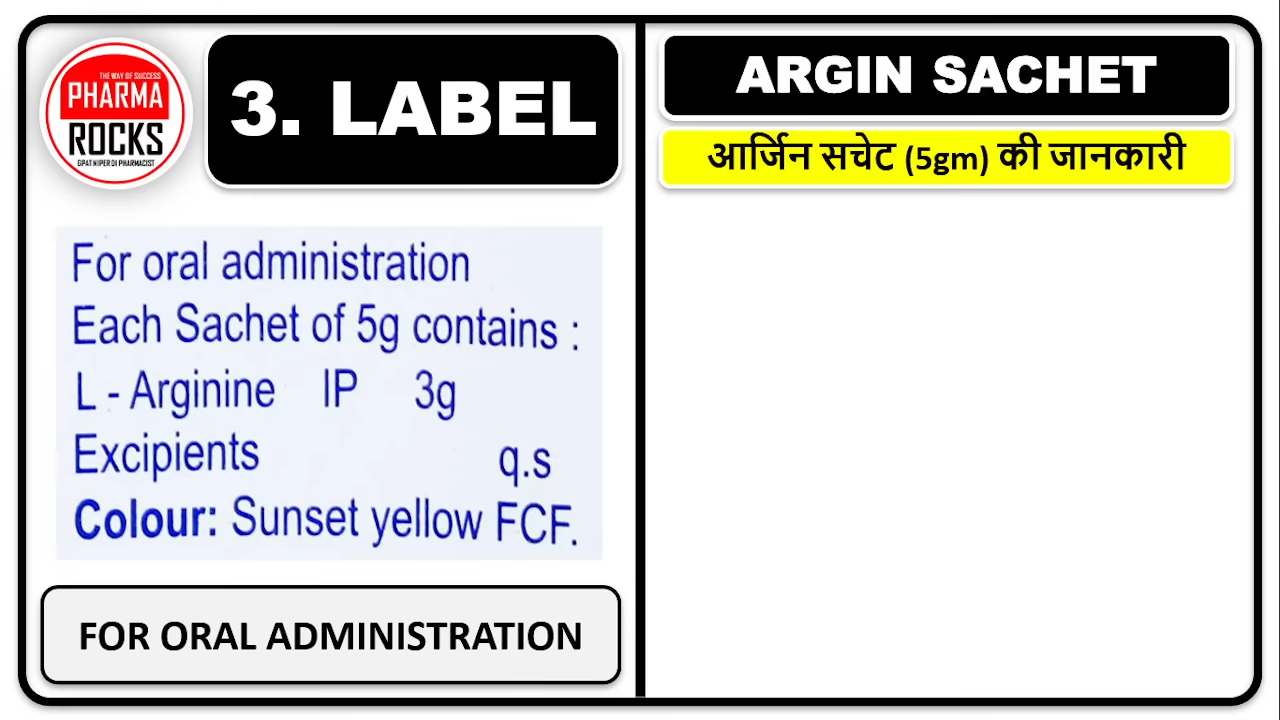 THE WAY OF SUCCESS
PHARMA
ROCKS
GPAT NIPER DI PHARMACIST
3. LABEL
For oral administration
Each Sachet of 5g contains :
L - Arginine IP 3g
Excipients q.s
Colour: Sunset yellow FCF.
FOR ORAL ADMINISTRATION
ARGIN SACHET
आर्जिन सचेट (5gm) की जानकारी